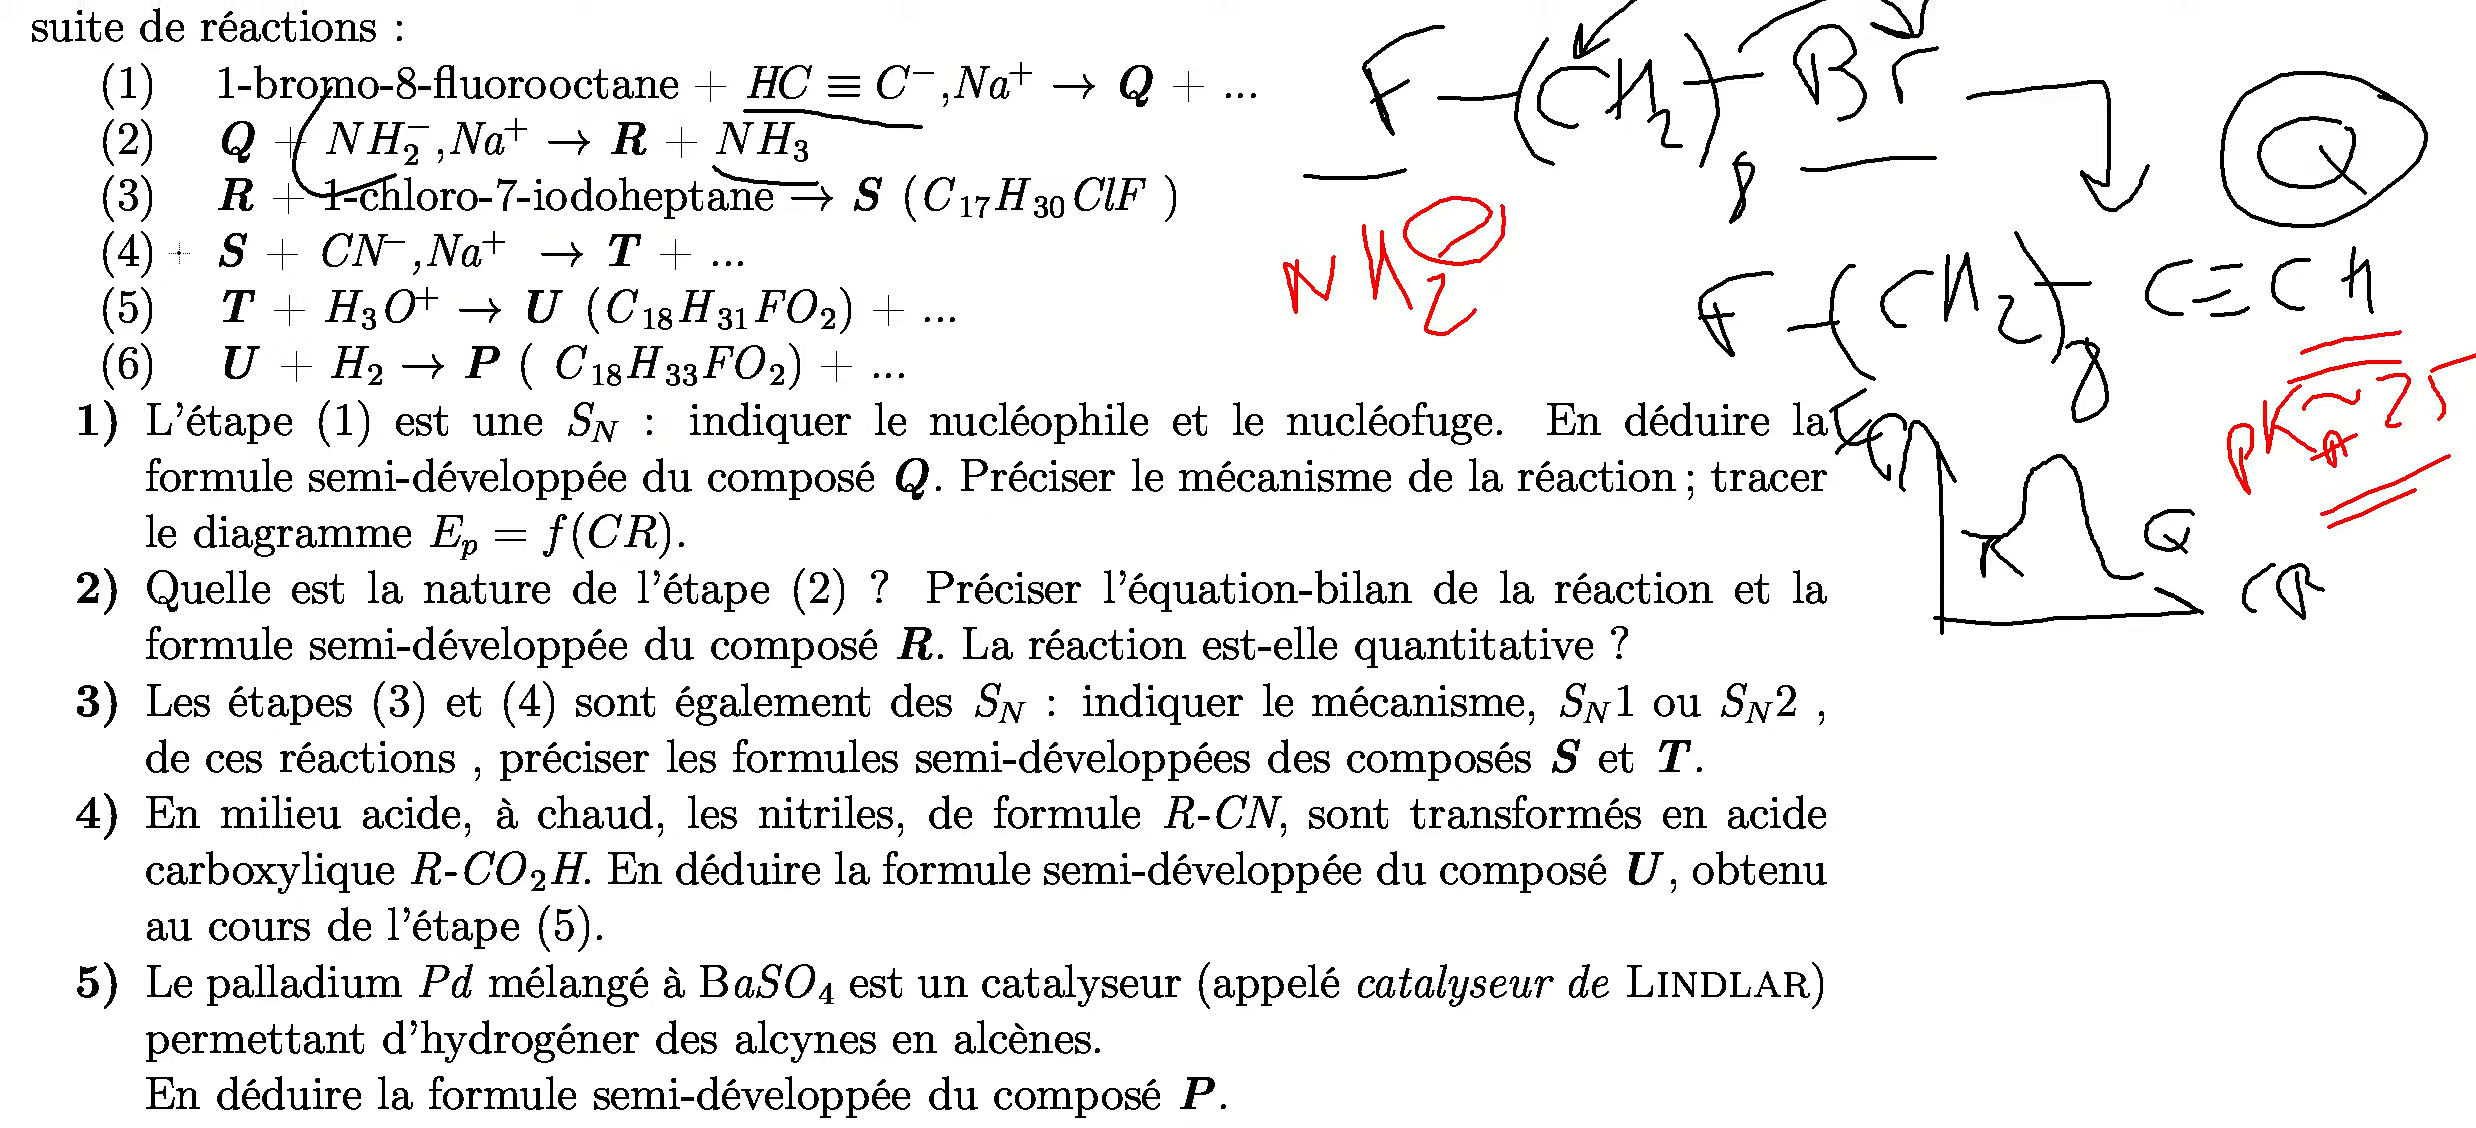 suite de réactions :
(1) 1-bromo-8-fluorooctane + HC ≡ C⁻,Na⁺ → Q + ...
(2) Q + NH₂⁻,Na⁺ → R + NH₃
(3) R + 1-chloro-7-iodoheptane → S (C₁₇H₃₀ClF )
(4) S + CN⁻,Na⁺ → T + ...
(5) T + H₃O⁺ → U (C₁₈H₃₁FO₂) + ...
(6) U + H₂ → P ( C₁₈H₃₃FO₂) + ...
1) L'étape (1) est une S_N : indiquer le nucléophile et le nucléofuge. En déduire la
formule semi-développée du composé Q. Préciser le mécanisme de la réaction ; tracer
le diagramme E_p = f(CR).
2) Quelle est la nature de l'étape (2) ? Préciser l'équation-bilan de la réaction et la
formule semi-développée du composé R. La réaction est-elle quantitative ?
3) Les étapes (3) et (4) sont également des S_N : indiquer le mécanisme, S_N1 ou S_N2 ,
de ces réactions , préciser les formules semi-développées des composés S et T.
4) En milieu acide, à chaud, les nitriles, de formule R-CN, sont transformés en acide
carboxylique R-CO₂H. En déduire la formule semi-développée du composé U, obtenu
au cours de l'étape (5).
5) Le palladium Pd mélangé à BaSO₄ est un catalyseur (appelé catalyseur de LINDLAR)
permettant d'hydrogéner des alcynes en alcènes.
En déduire la formule semi-développée du composé P.
F-(CH₂)₈-Br
Q
NH₂⊖
F-(CH₂)₈ C≡CH
pKₐ ~ 25
Q
CR